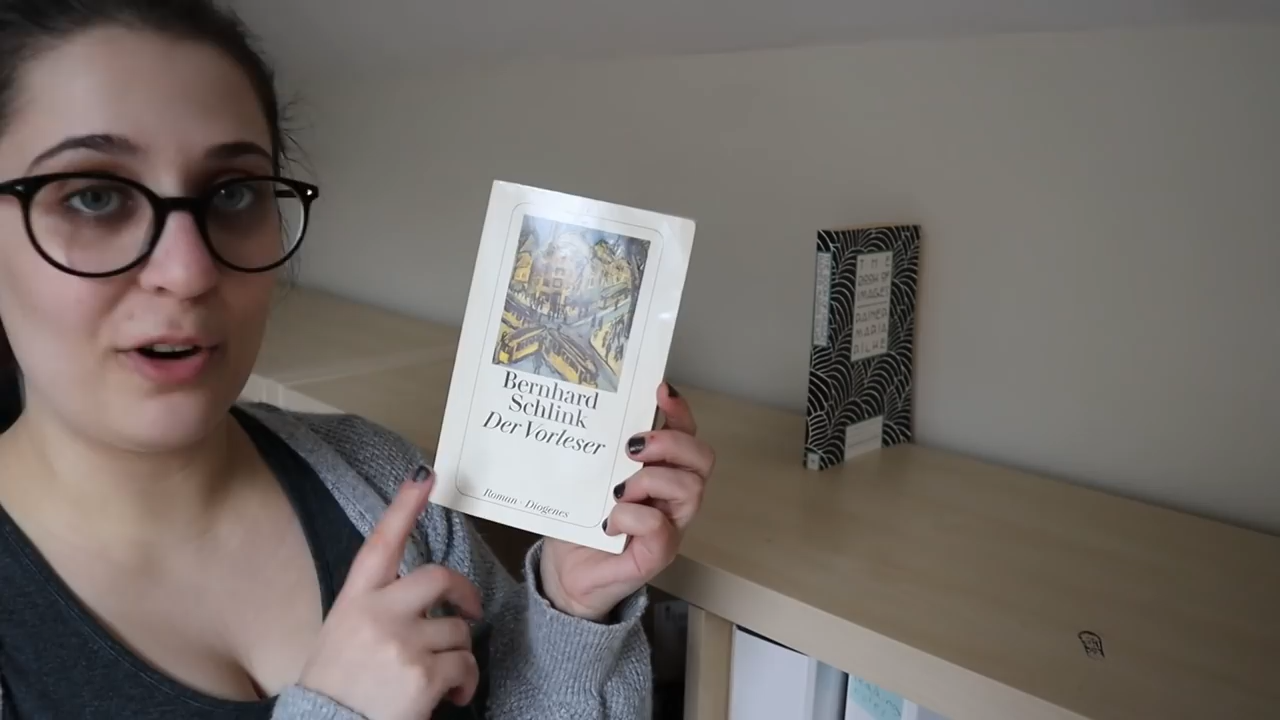 Bernhard
Schlink
Der Vorleser
Roman · Diogenes
THE
BOOK OF
IMAGES
RAINER
MARIA
RILKE